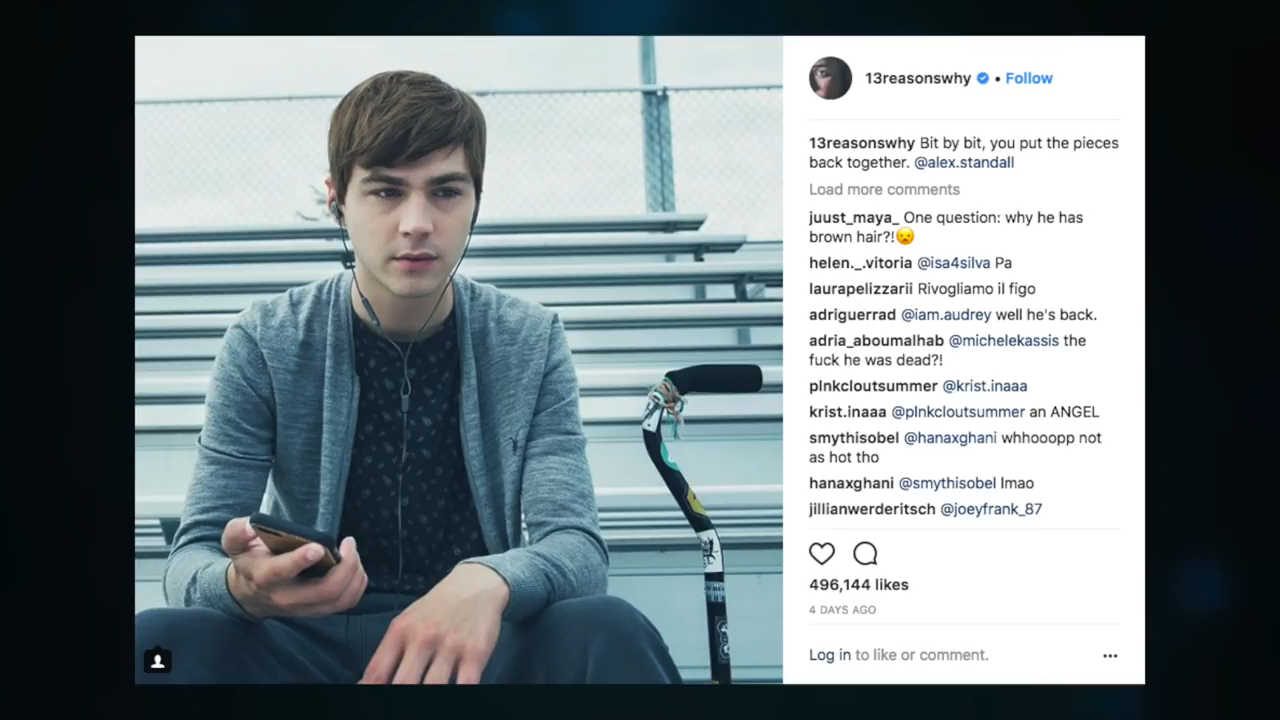 13reasonswhy • Follow
13reasonswhy Bit by bit, you put the pieces
back together. @alex.standall
Load more comments
juust_maya_ One question: why he has
brown hair?!😦
helen._.vitoria @isa4silva Pa
laurapelizzarii Rivogliamo il figo
adriguerrad @iam.audrey well he's back.
adria_aboumalhab @michelekassis the
fuck he was dead?!
plnkcloutsummer @krist.inaaa
krist.inaaa @plnkcloutsummer an ANGEL
smythisobel @hanaxghani whhooopp not
as hot tho
hanaxghani @smythisobel lmao
jillianwerderitsch @joeyfrank_87
496,144 likes
4 DAYS AGO
Log in to like or comment.